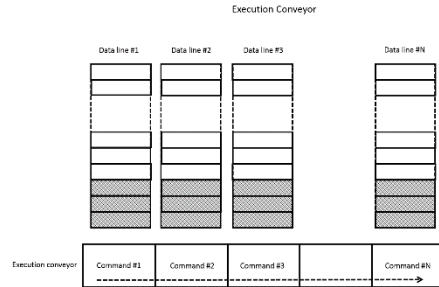 Execution Conveyor
Data line #1 Data line #2 Data line #3 Data line #N
Execution conveyor Command #1 Command #2 Command #3 Command #N